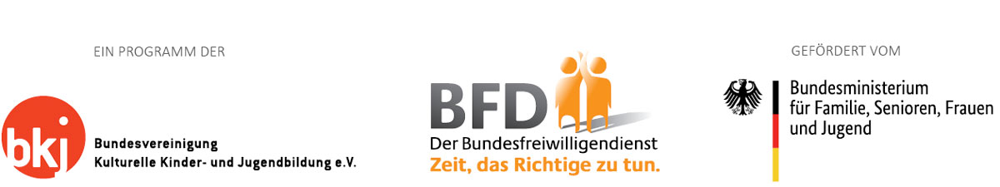 EIN PROGRAMM DER
bkj
Bundesvereinigung
Kulturelle Kinder- und Jugendbildung e.V.
BFD
Der Bundesfreiwilligendienst
Zeit, das Richtige zu tun.
GEFÖRDERT VOM
Bundesministerium
für Familie, Senioren, Frauen
und Jugend